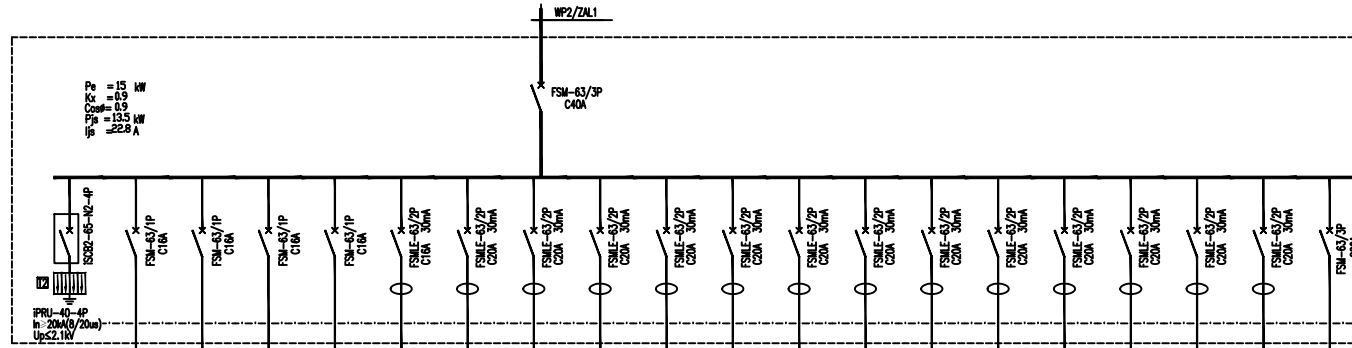 WP2/ZAL1
Pe =15 kW
Kx =0.9
Cosø=0.9
Pjs =13.5 kW
Ijs =22.8 A
FSM-63/3P
C40A
ISCB2-65-N2-4P
FSM-63/1P
C16A
FSM-63/1P
C16A
FSM-63/1P
C16A
FSM-63/1P
C16A
FSMLE-63/2P
C16A 30mA
FSMLE-63/2P
C20A 30mA
FSMLE-63/2P
C20A 30mA
FSMLE-63/2P
C20A 30mA
FSMLE-63/2P
C20A 30mA
FSMLE-63/2P
C20A 30mA
FSMLE-63/2P
C20A 30mA
FSMLE-63/2P
C20A 30mA
FSMLE-63/2P
C20A 30mA
FSMLE-63/2P
C20A 30mA
FSMLE-63/2P
C20A 30mA
FSMLE-63/2P
C20A 30mA
FSMLE-63/2P
C20A 30mA
FSMLE-63/2P
C20A 30mA
FSM-63/3P
T2
iPRU-40-4P
In≥20kA(8/20us)
Up≤2.1kV